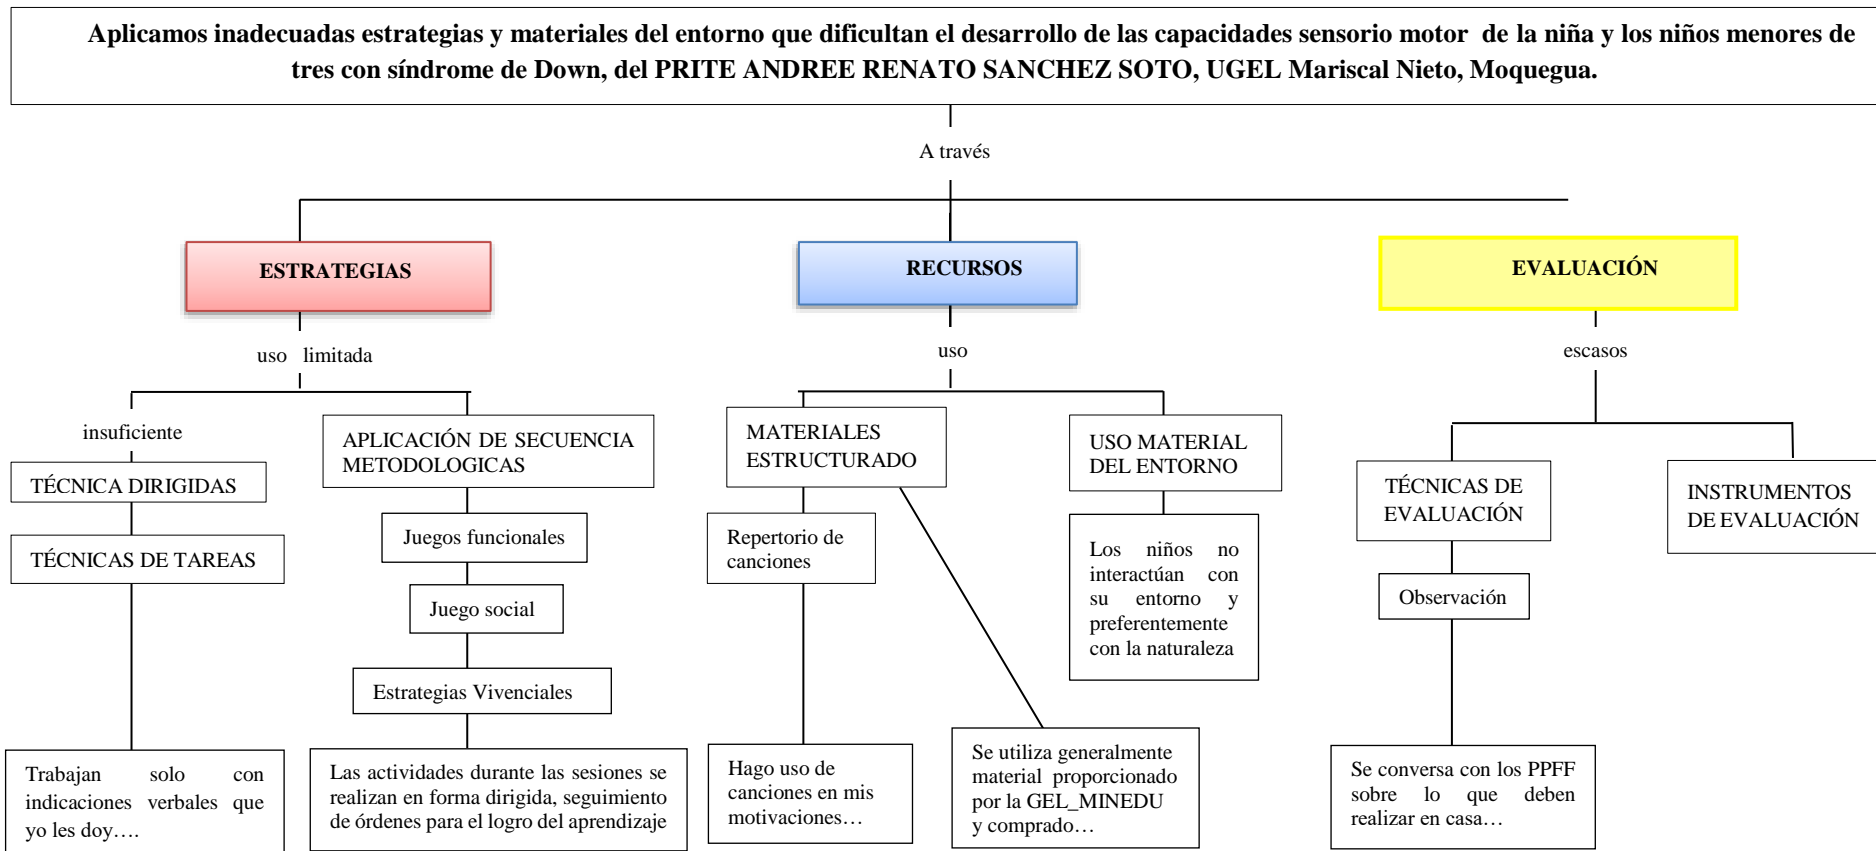 Aplicamos inadecuadas estrategias y materiales del entorno que dificultan el desarrollo de las capacidades sensorio motor de la niña y los niños menores de
tres con síndrome de Down, del PRITE ANDREE RENATO SANCHEZ SOTO, UGEL Mariscal Nieto, Moquegua.
A través
ESTRATEGIAS
RECURSOS
EVALUACIÓN
uso limitada
uso
escasos
insuficiente
TÉCNICA DIRIGIDAS
TÉCNICAS DE TAREAS
Trabajan solo con
indicaciones verbales que
yo les doy….
APLICACIÓN DE SECUENCIA
METODOLOGICAS
Juegos funcionales
Juego social
Estrategias Vivenciales
Las actividades durante las sesiones se
realizan en forma dirigida, seguimiento
de órdenes para el logro del aprendizaje
MATERIALES
ESTRUCTURADO
Repertorio de
canciones
Hago uso de
canciones en mis
motivaciones…
Se utiliza generalmente
material proporcionado
por la GEL_MINEDU
y comprado…
USO MATERIAL
DEL ENTORNO
Los niños no
interactúan con
su entorno y
preferentemente
con la naturaleza
TÉCNICAS DE
EVALUACIÓN
Observación
Se conversa con los PPFF
sobre lo que deben
realizar en casa…
INSTRUMENTOS
DE EVALUACIÓN